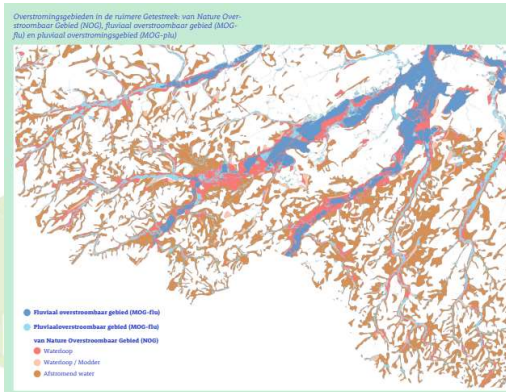 Overstromingsgebieden in de ruimere Getestreek: van Nature Over-
stroombaar Gebied (NOG), fluviaal overstroombaar gebied (MOG-
flu) en pluviaal overstromingsgebied (MOG-plu)
Fluviaal overstroombaar gebied (MOG-flu)
Pluviaaloverstroombaar gebied (MOG-flu)
van Nature Overstroombaar Gebied (NOG)
Waterloop
Waterloop / Modder
Afstromend water